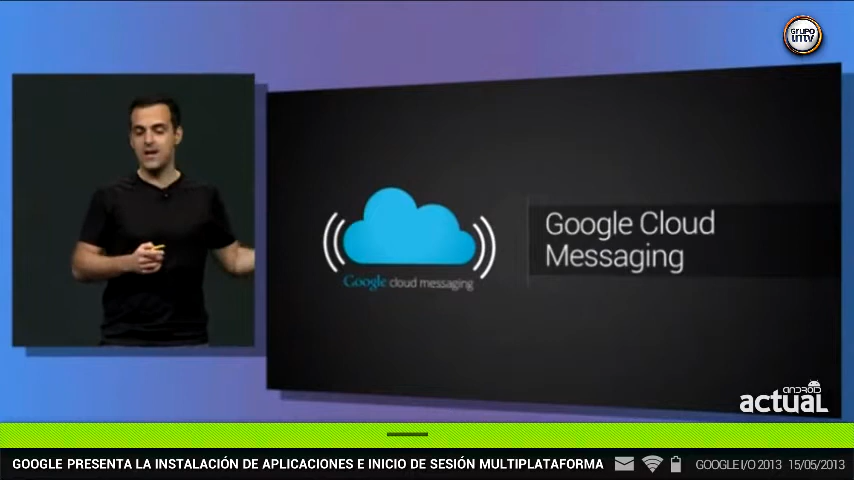 GRUPO
UNTV
Google Cloud
Messaging
Google cloud messaging
ANDROID
actual
GOOGLE PRESENTA LA INSTALACIÓN DE APLICACIONES E INICIO DE SESIÓN MULTIPLATAFORMA
GOOGLE I/O 2013 15/05/2013